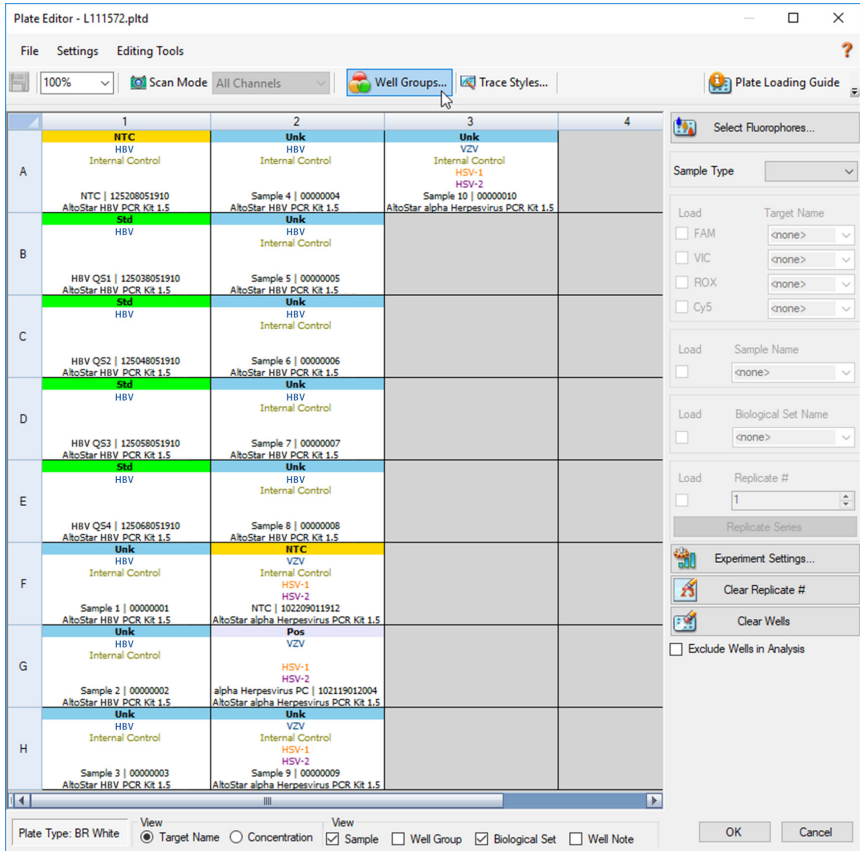 Plate Editor - L111572.pltd
File Settings Editing Tools ?
100% Scan Mode All Channels Well Groups... Trace Styles... Plate Loading Guide
1 2 3 4
A
NTC
HBV
Internal Control
NTC | 125208051910
AltoStar HBV PCR Kit 1.5
Unk
HBV
Internal Control
Sample 4 | 00000004
AltoStar HBV PCR Kit 1.5
Unk
VZV
Internal Control
HSV-1
HSV-2
Sample 10 | 00000010
AltoStar alpha Herpesvirus PCR Kit 1.5
B
Std
HBV
HBV QS1 | 125038051910
AltoStar HBV PCR Kit 1.5
Unk
HBV
Internal Control
Sample 5 | 00000005
AltoStar HBV PCR Kit 1.5
C
Std
HBV
HBV QS2 | 125048051910
AltoStar HBV PCR Kit 1.5
Unk
HBV
Internal Control
Sample 6 | 00000006
AltoStar HBV PCR Kit 1.5
D
Std
HBV
HBV QS3 | 125058051910
AltoStar HBV PCR Kit 1.5
Unk
HBV
Internal Control
Sample 7 | 00000007
AltoStar HBV PCR Kit 1.5
E
Std
HBV
HBV QS4 | 125068051910
AltoStar HBV PCR Kit 1.5
Unk
HBV
Internal Control
Sample 8 | 00000008
AltoStar HBV PCR Kit 1.5
F
Unk
HBV
Internal Control
Sample 1 | 00000001
AltoStar HBV PCR Kit 1.5
NTC
VZV
Internal Control
HSV-1
HSV-2
NTC | 102209011912
AltoStar alpha Herpesvirus PCR Kit 1.5
G
Unk
HBV
Internal Control
Sample 2 | 00000002
AltoStar HBV PCR Kit 1.5
Pos
VZV
HSV-1
HSV-2
alpha Herpesvirus PC | 102119012004
AltoStar alpha Herpesvirus PCR Kit 1.5
H
Unk
HBV
Internal Control
Sample 3 | 00000003
AltoStar HBV PCR Kit 1.5
Unk
VZV
Internal Control
HSV-1
HSV-2
Sample 9 | 00000009
AltoStar alpha Herpesvirus PCR Kit 1.5
Select Fluorophores...
Sample Type
Load Target Name
FAM <none>
VIC <none>
ROX <none>
Cy5 <none>
Load Sample Name
<none>
Load Biological Set Name
<none>
Load Replicate #
1
Replicate Series
Experiment Settings...
Clear Replicate #
Clear Wells
Exclude Wells in Analysis
Plate Type: BR White
View
Target Name Concentration
View
Sample Well Group Biological Set Well Note
OK Cancel